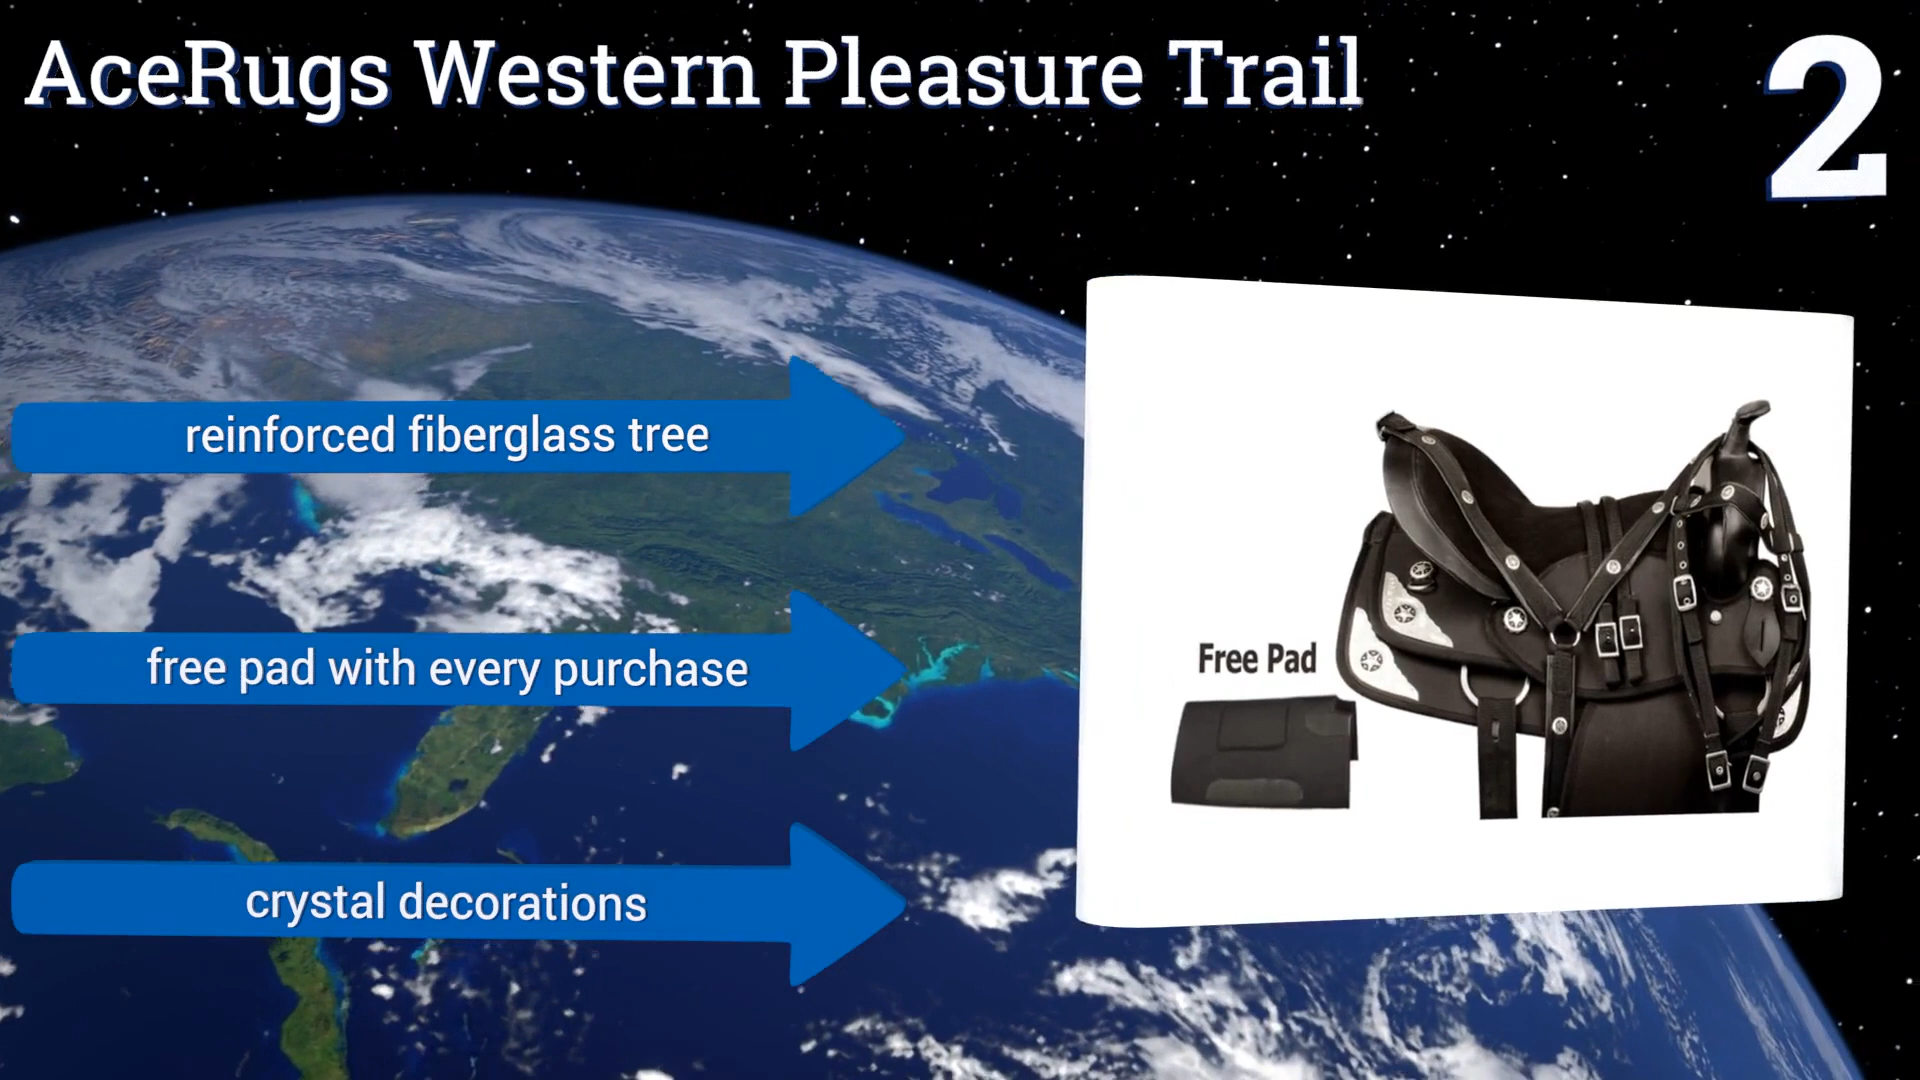 AceRugs Western Pleasure Trail
2
reinforced fiberglass tree
free pad with every purchase
crystal decorations
Free Pad